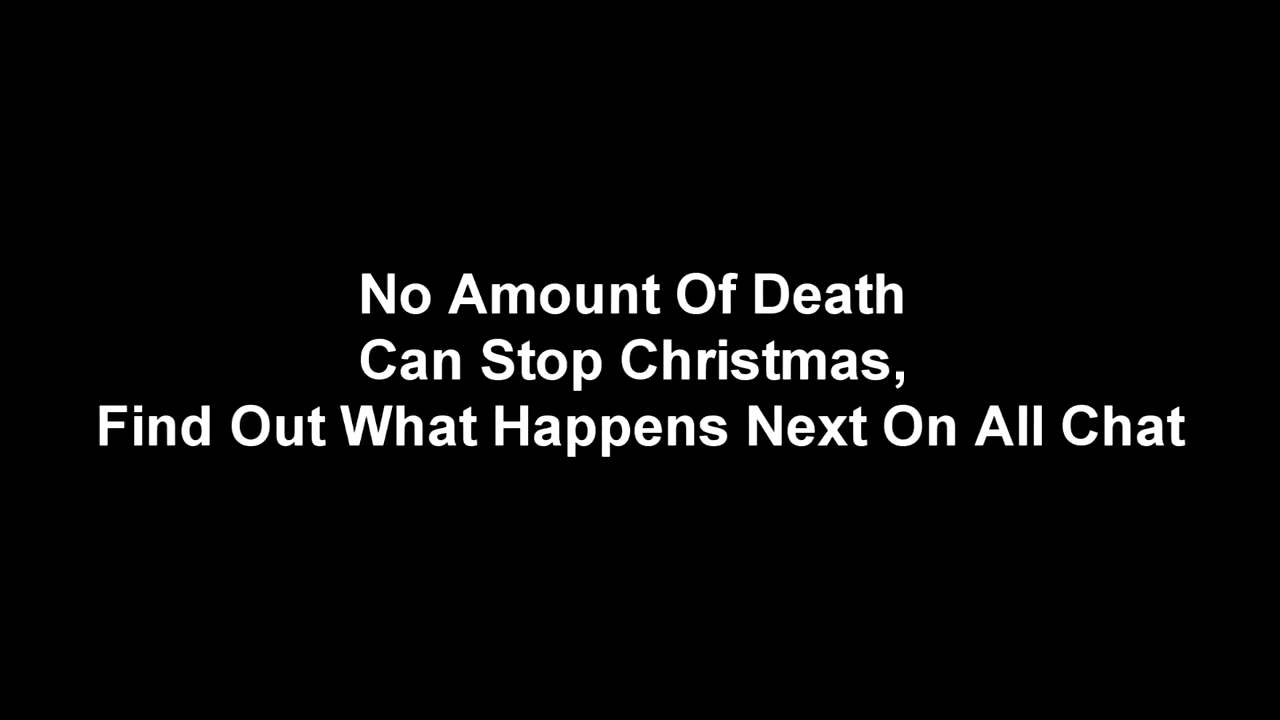 No Amount Of Death
Can Stop Christmas,
Find Out What Happens Next On All Chat